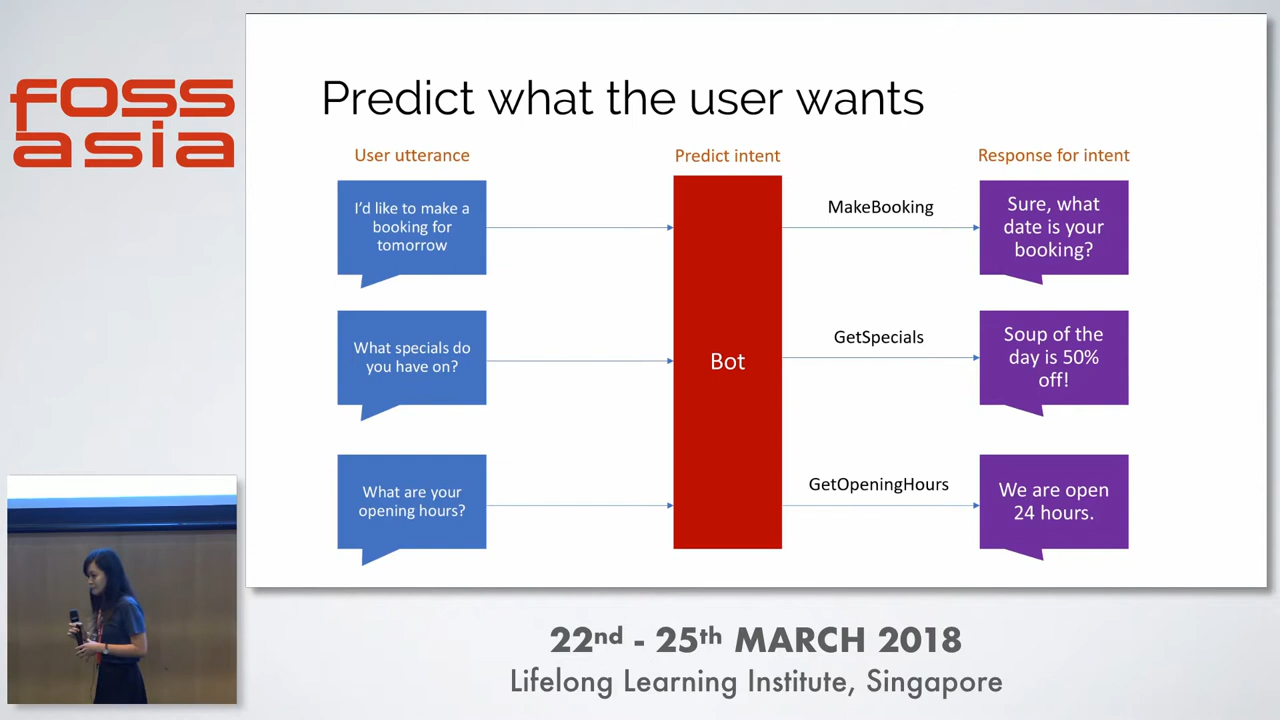 foss
asia
Predict what the user wants
User utterance
Predict intent
Response for intent
I'd like to make a
booking for
tomorrow
MakeBooking
Sure, what
date is your
booking?
What specials do
you have on?
Bot
GetSpecials
Soup of the
day is 50%
off!
What are your
opening hours?
GetOpeningHours
We are open
24 hours.
22nd - 25th MARCH 2018
Lifelong Learning Institute, Singapore